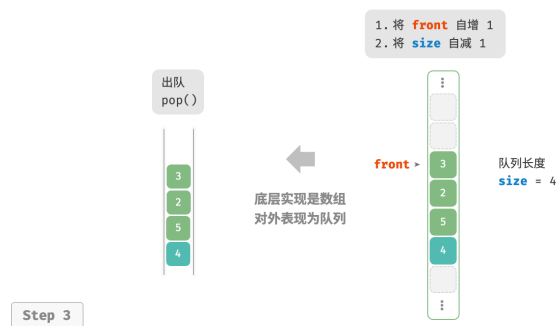 1. 将 front 自增 1
2. 将 size 自减 1
出队
pop()
3
2
5
4
底层实现是数组
对外表现为队列
front
3
2
5
4
队列长度
size = 4
Step 3